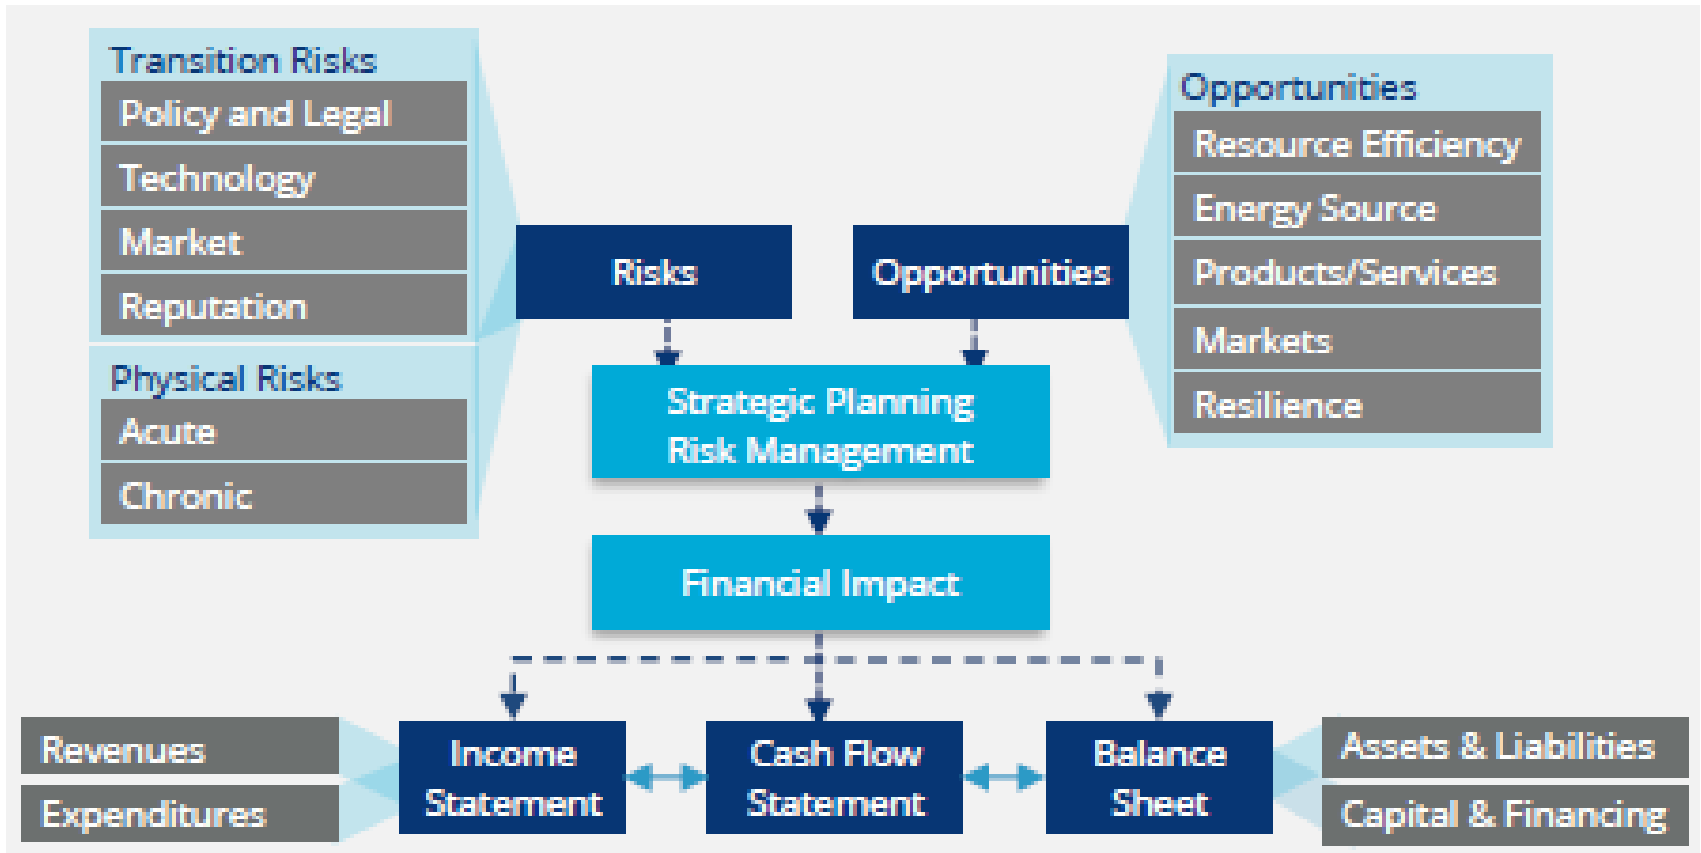 Transition Risks
Policy and Legal
Technology
Market
Reputation
Physical Risks
Acute
Chronic
Risks
Opportunities
Opportunities
Resource Efficiency
Energy Source
Products/Services
Markets
Resilience
Strategic Planning
Risk Management
Financial Impact
Revenues
Expenditures
Income
Statement
Cash Flow
Statement
Balance
Sheet
Assets & Liabilities
Capital & Financing